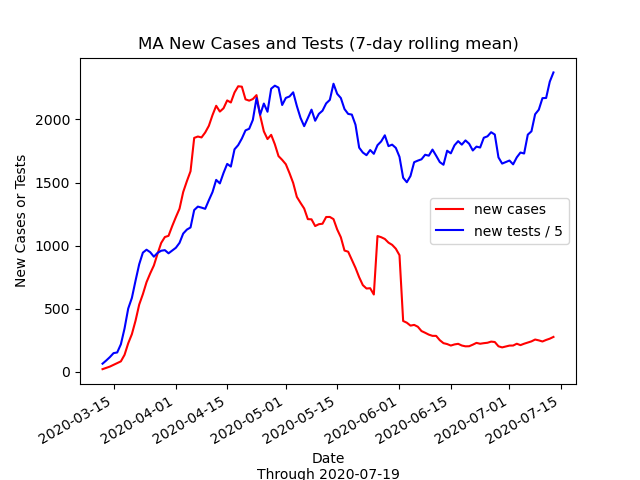 MA New Cases and Tests (7-day rolling mean)
New Cases or Tests
2000
1500
1000
500
0
new cases
new tests / 5
2020-03-15
2020-04-01
2020-04-15
2020-05-01
2020-05-15
2020-06-01
2020-06-15
2020-07-01
2020-07-15
Date
Through 2020-07-19